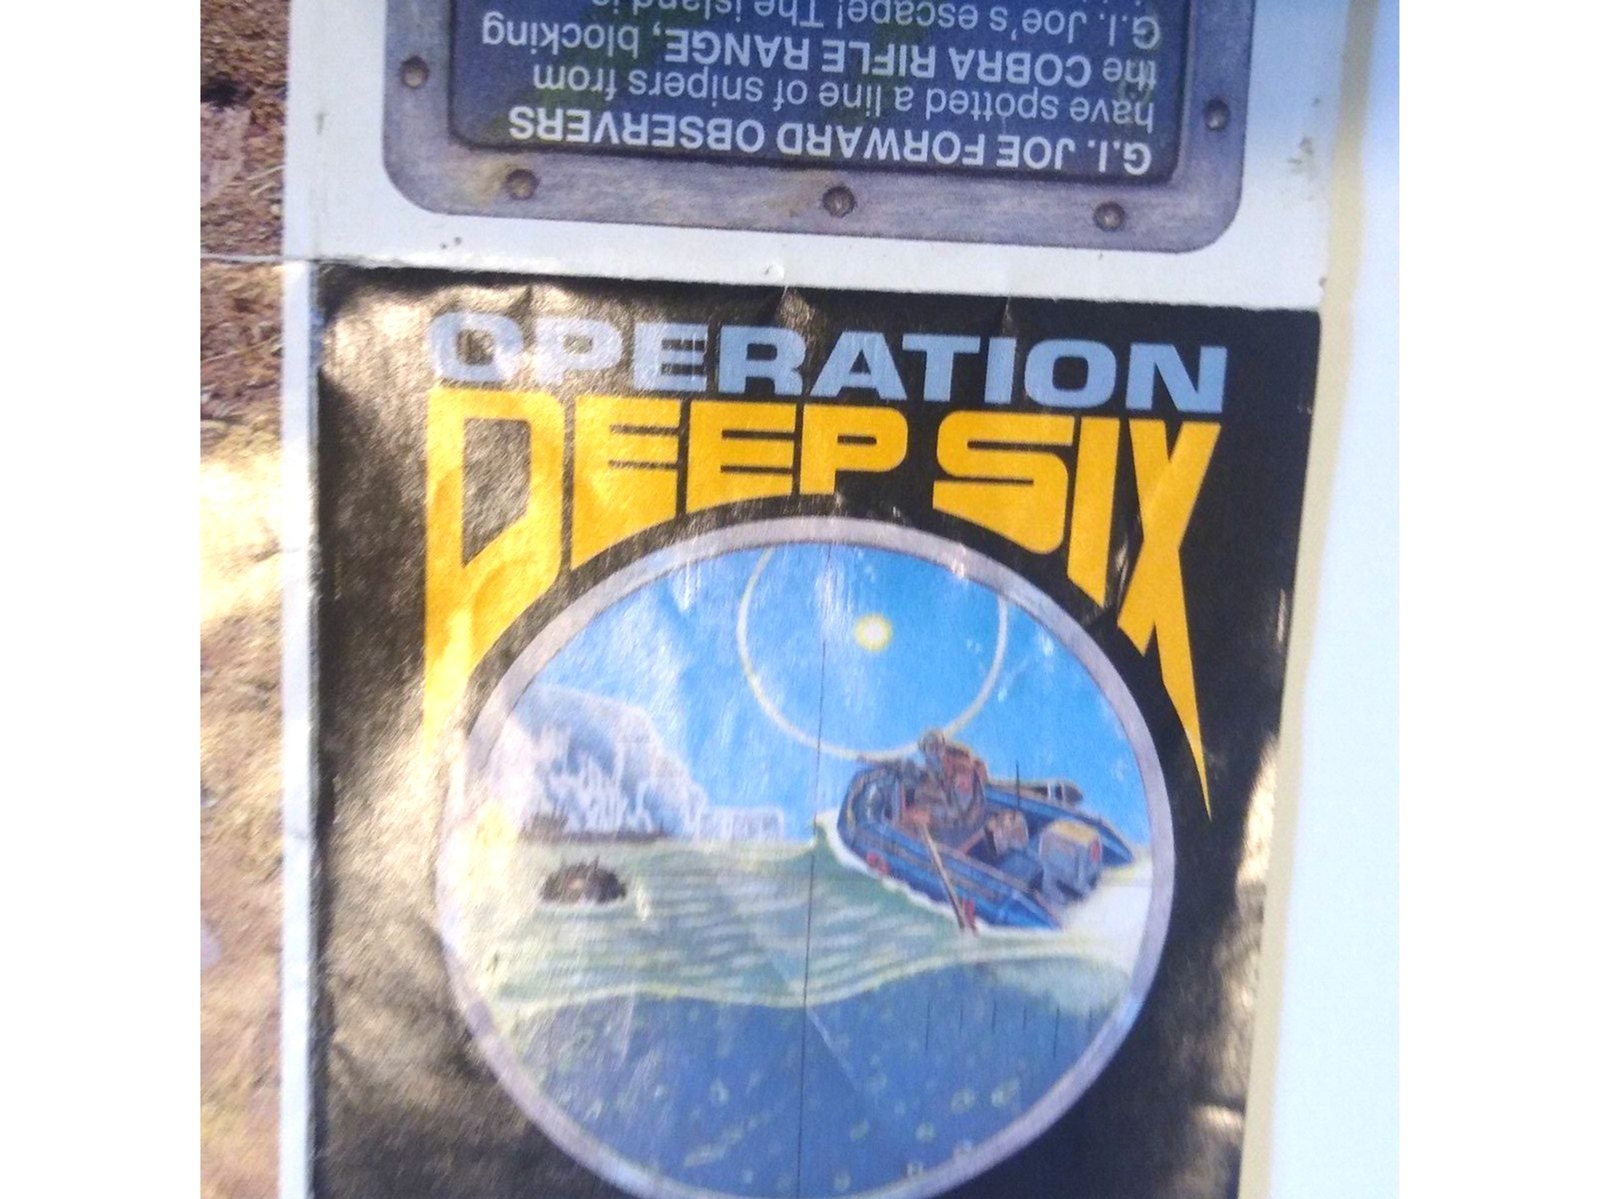 G.I. JOE FORWARD OBSERVERS
have spotted a line of snipers from
the COBRA RIFLE RANGE, blocking
G.I. Joe's escape! The island is
OPERATION
DEEP SIX